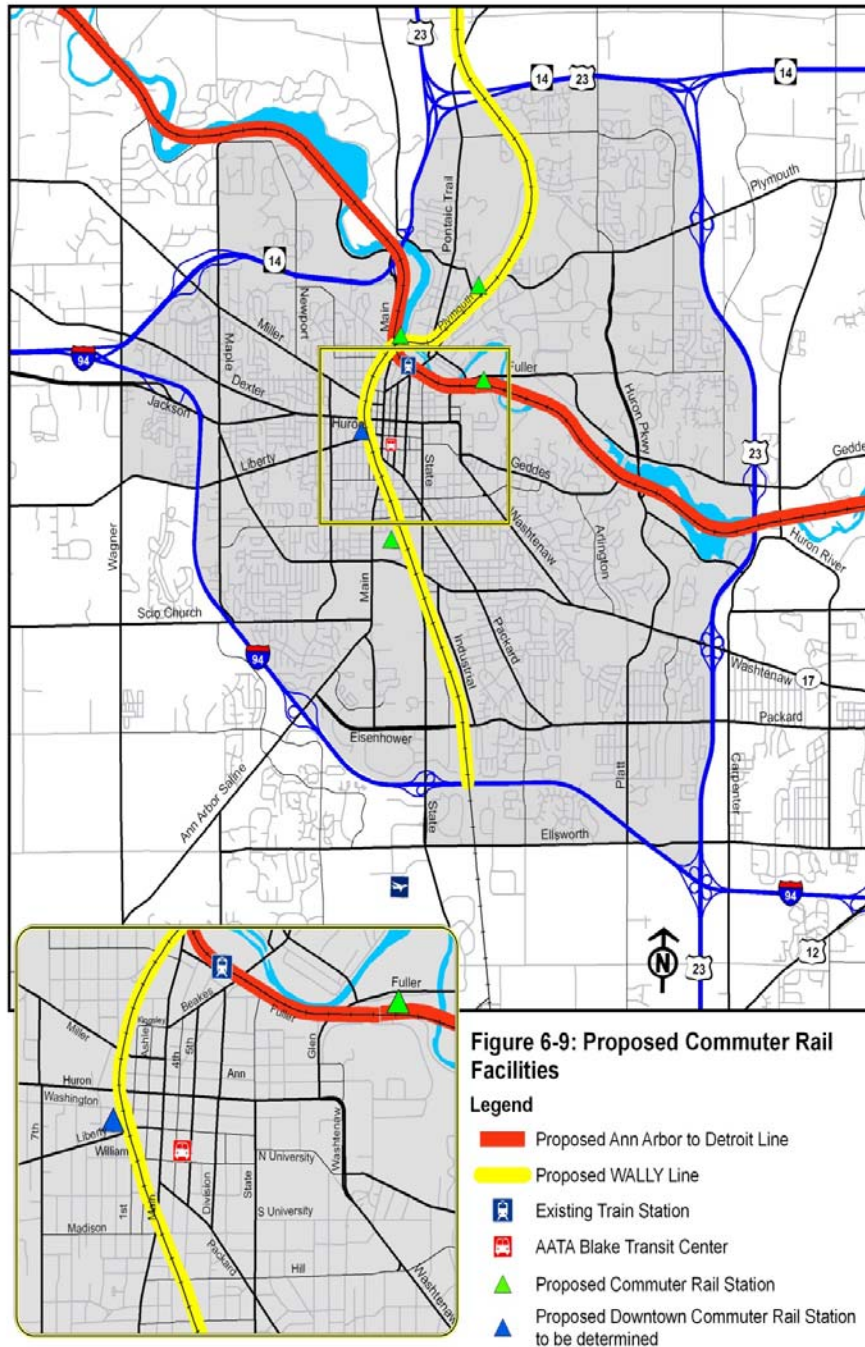 23
14
23
14
Plymouth
Pontaic Trail
14
Newport
Main
Plymouth
Miller
Maple
94
Dexter
Fuller
Jackson
Huron
Huron Pkwy
23
Liberty
State
Geddes
Geddes
Washtenaw
Arlington
Huron River
Wagner
Main
Scio Church
Packard
Industrial
94
Washtenaw
17
Packard
Eisenhower
Platt
Carpenter
Ann Arbor Saline
State
Ellsworth
94
12
N
23
Fuller
Beakes
Fuller
Miller
Kingsley
Ashley
4th
5th
Glen
Huron
Ann
Washington
7th
Liberty
William
N University
Washtenaw
1st
Main
Division
State
S University
Madison
Packard
Hill
Washtenaw
Figure 6-9: Proposed Commuter Rail
Facilities
Legend
Proposed Ann Arbor to Detroit Line
Proposed WALLY Line
Existing Train Station
AATA Blake Transit Center
Proposed Commuter Rail Station
Proposed Downtown Commuter Rail Station
to be determined